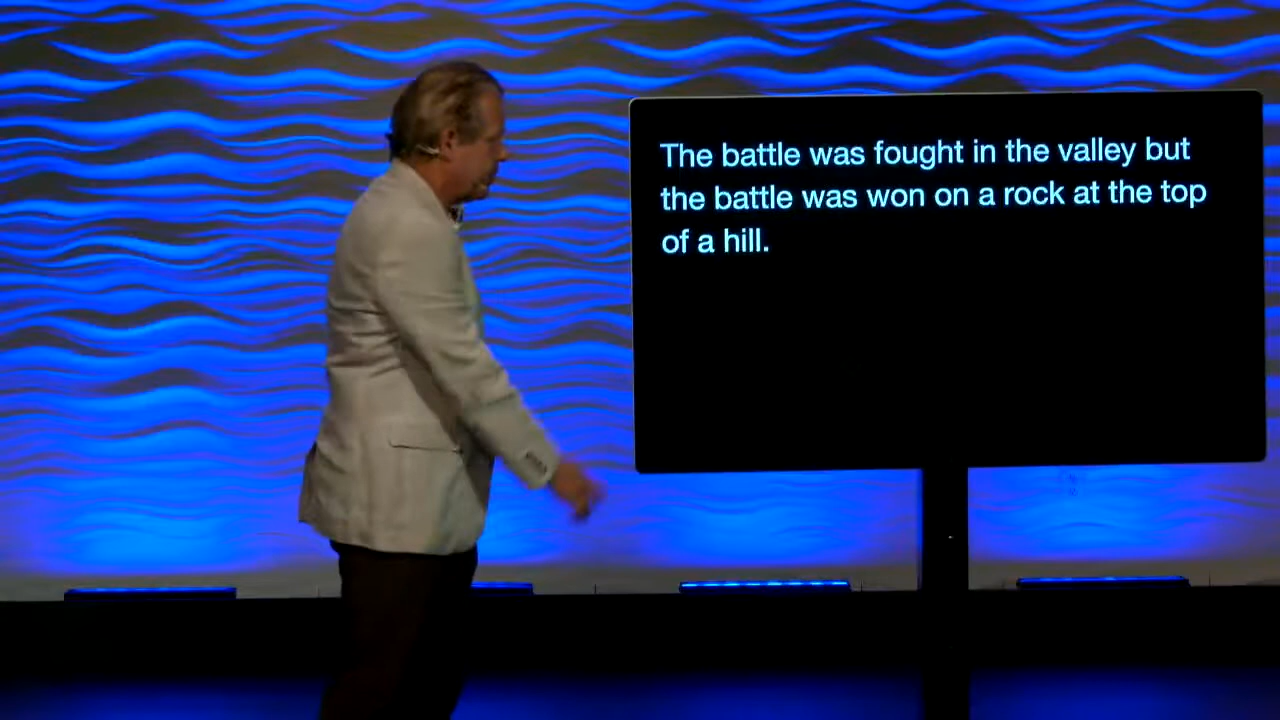 The battle was fought in the valley but
the battle was won on a rock at the top
of a hill.